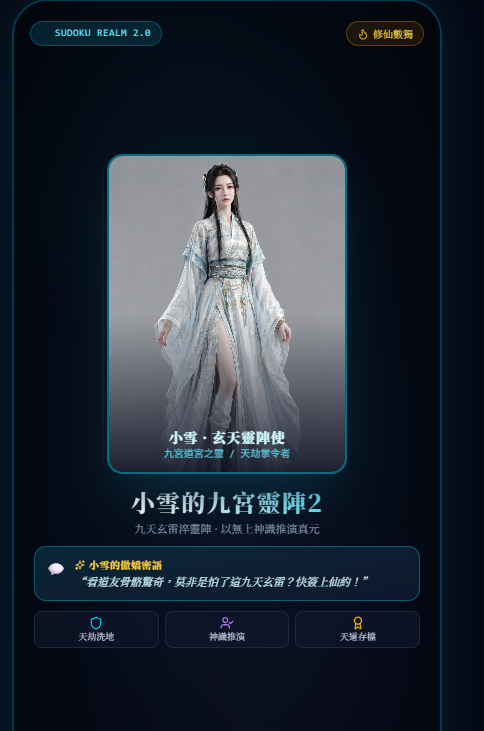 SUDOKU REALM 2.0
修仙數獨
小雪·玄天靈陣使
九宮道宮之靈 / 天劫掌令者
小雪的九宮靈陣2
九天玄雷淬靈陣·以無上神識推演真元
小雪的傲嬌密語
“看道友骨骼驚奇，莫非是怕了這九天玄雷？快簽上仙約！”
天劫洗地
神識推演
天道存檔